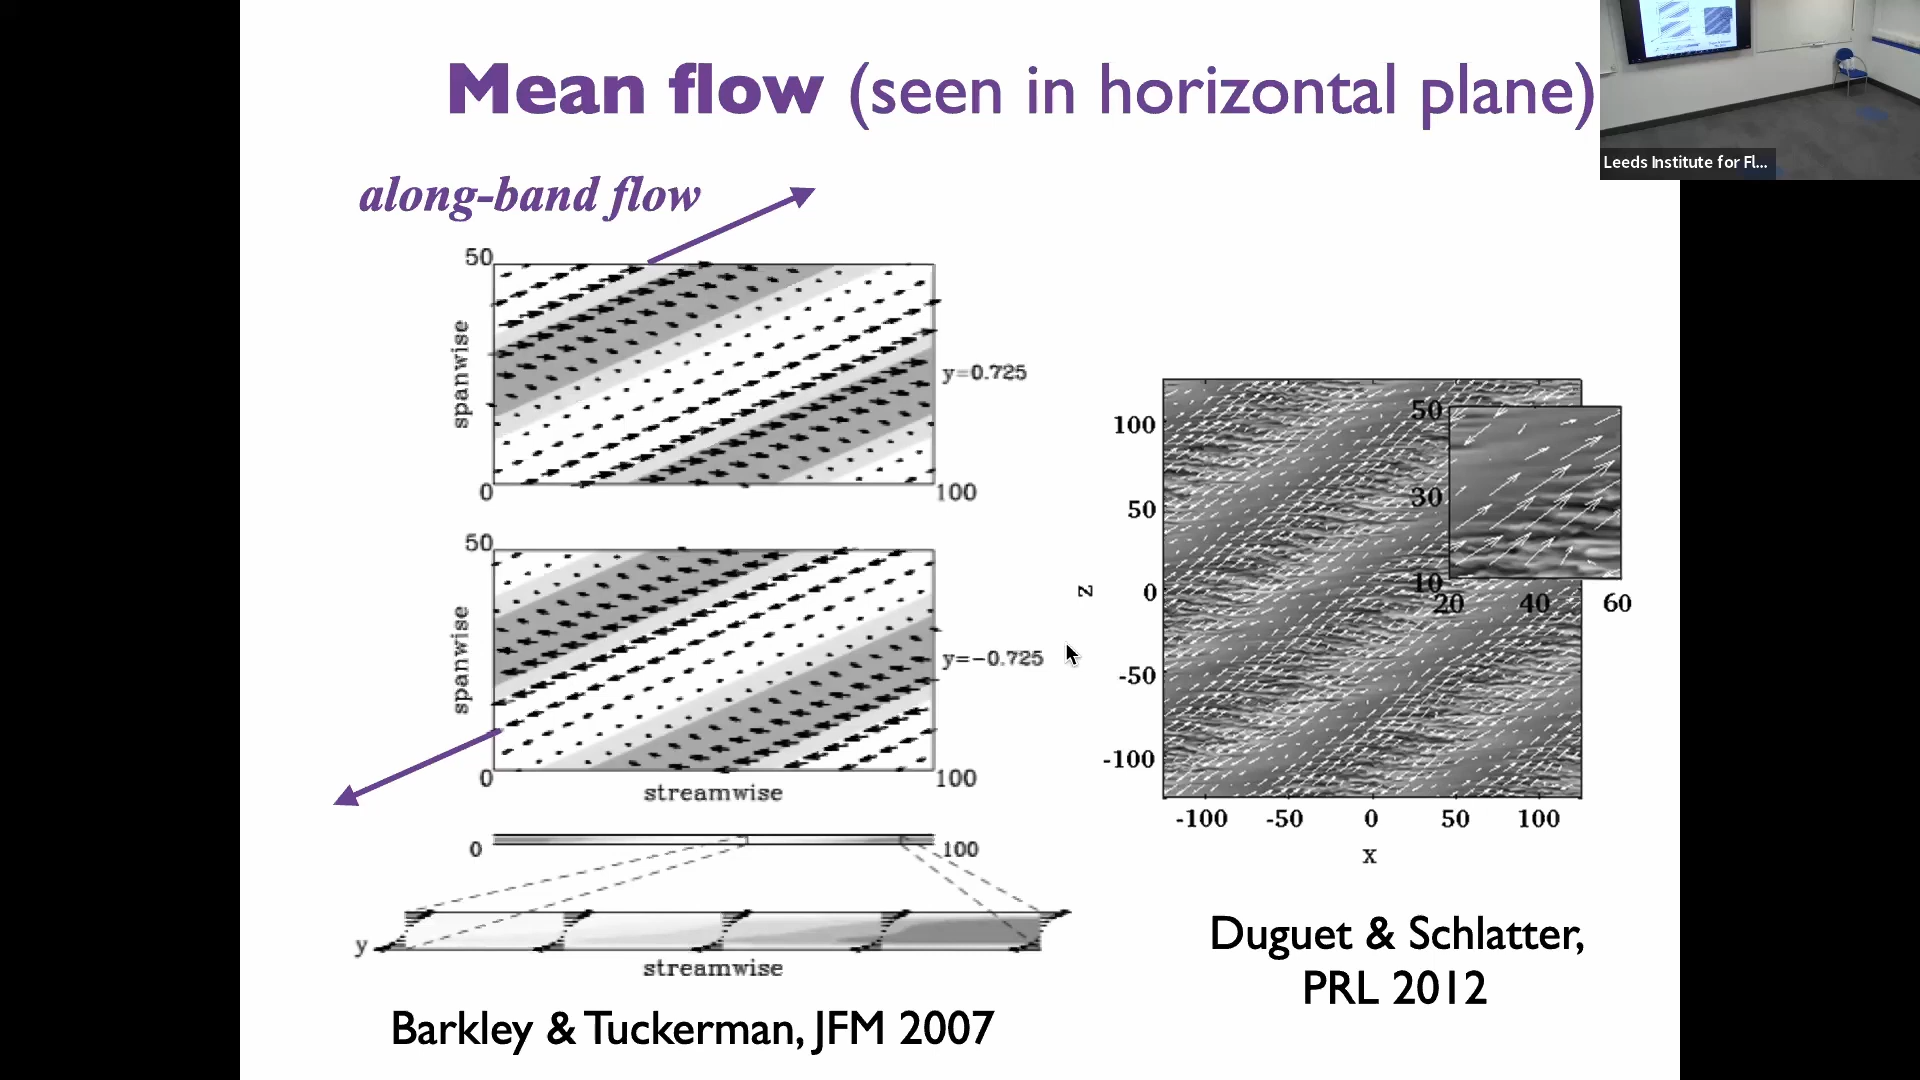 Mean flow (seen in horizontal plane)
Leeds Institute for Fl...
along-band flow
50
spanwise
y=0.725
0
100
50
spanwise
y=-0.725
0
100
streamwise
0
100
y
streamwise
Barkley & Tuckerman, JFM 2007
100
50
0
-50
-100
z
-100 -50 0 50 100
x
50
30
10
20 40 60
Duguet & Schlatter,
PRL 2012